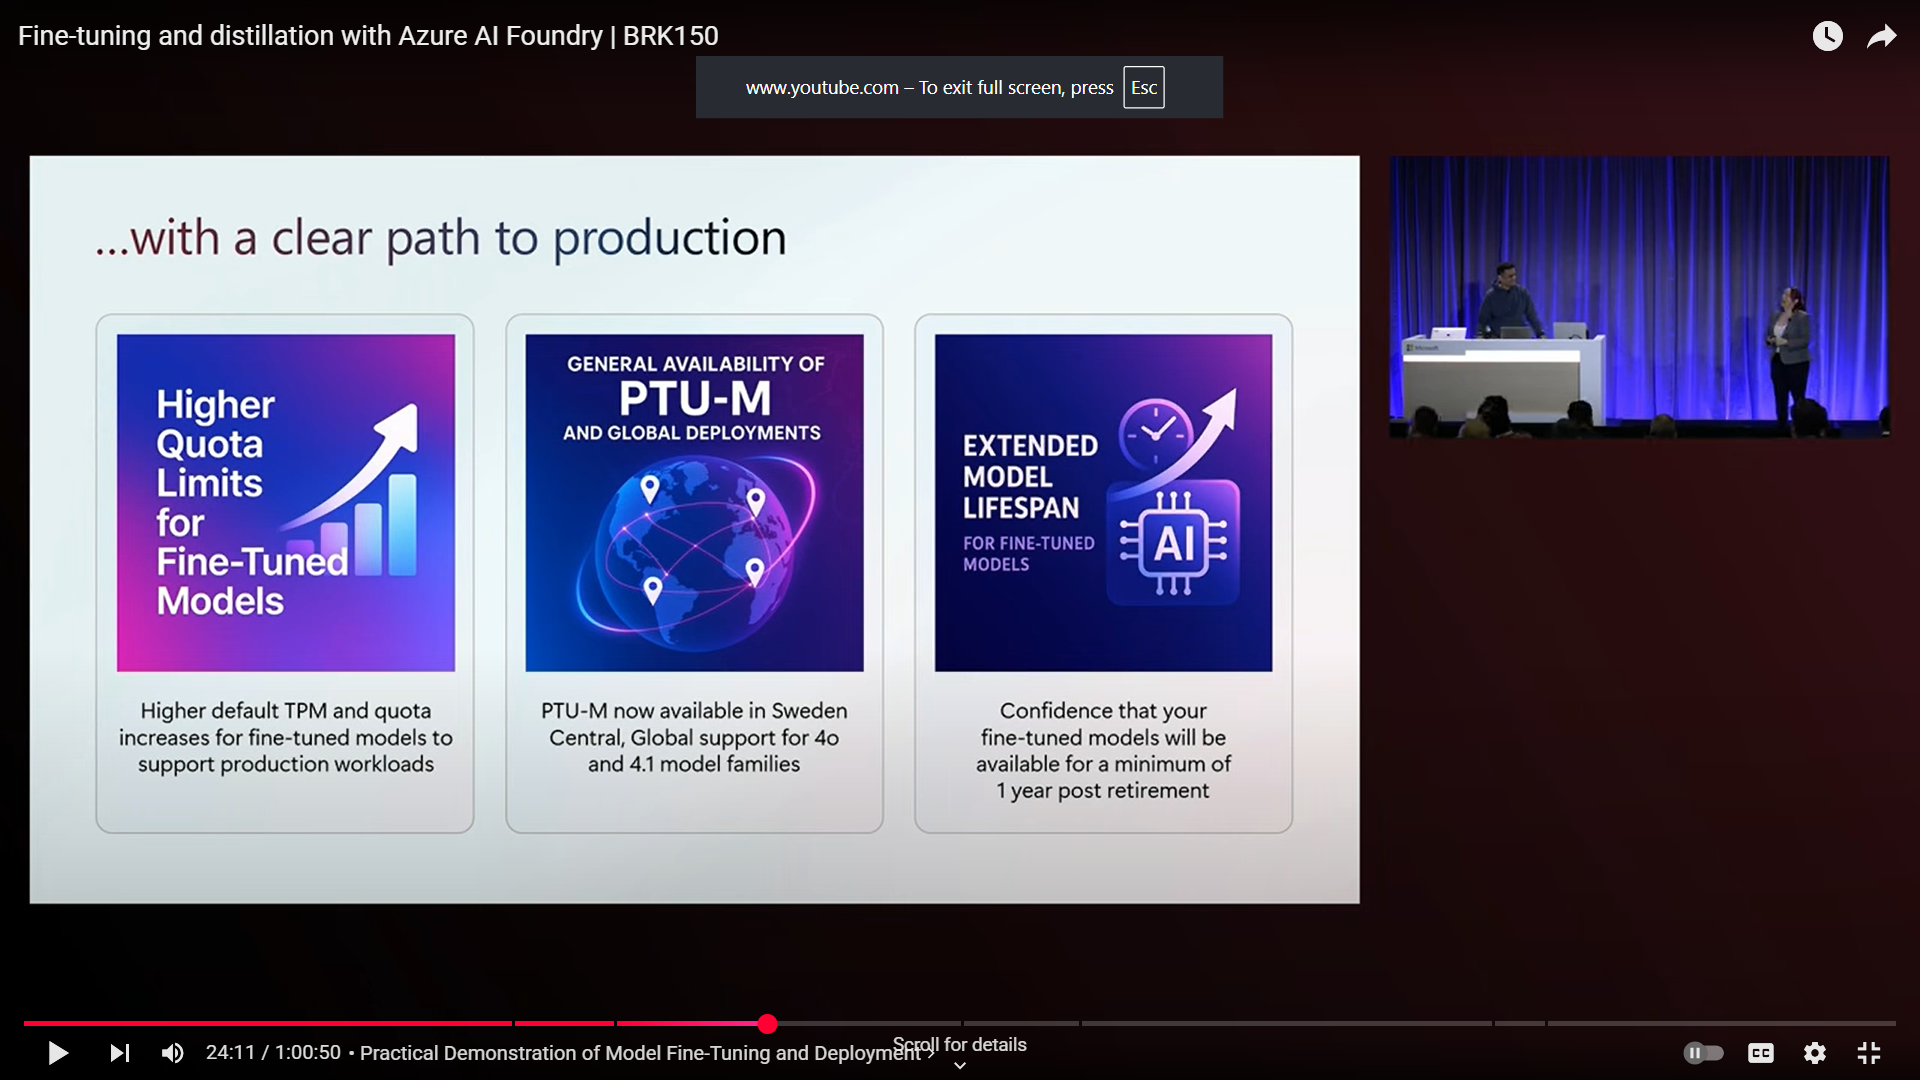 Fine-tuning and distillation with Azure AI Foundry | BRK150
www.youtube.com – To exit full screen, press Esc
...with a clear path to production
Higher
Quota
Limits
for
Fine-Tuned
Models
Higher default TPM and quota
increases for fine-tuned models to
support production workloads
GENERAL AVAILABILITY OF
PTU-M
AND GLOBAL DEPLOYMENTS
PTU-M now available in Sweden
Central, Global support for 4o
and 4.1 model families
EXTENDED
MODEL
LIFESPAN
FOR FINE-TUNED
MODELS
AI
Confidence that your
fine-tuned models will be
available for a minimum of
1 year post retirement
Microsoft
24:11 / 1:00:50 • Practical Demonstration of Model Fine-Tuning and Deployment ›
Scroll for details
CC